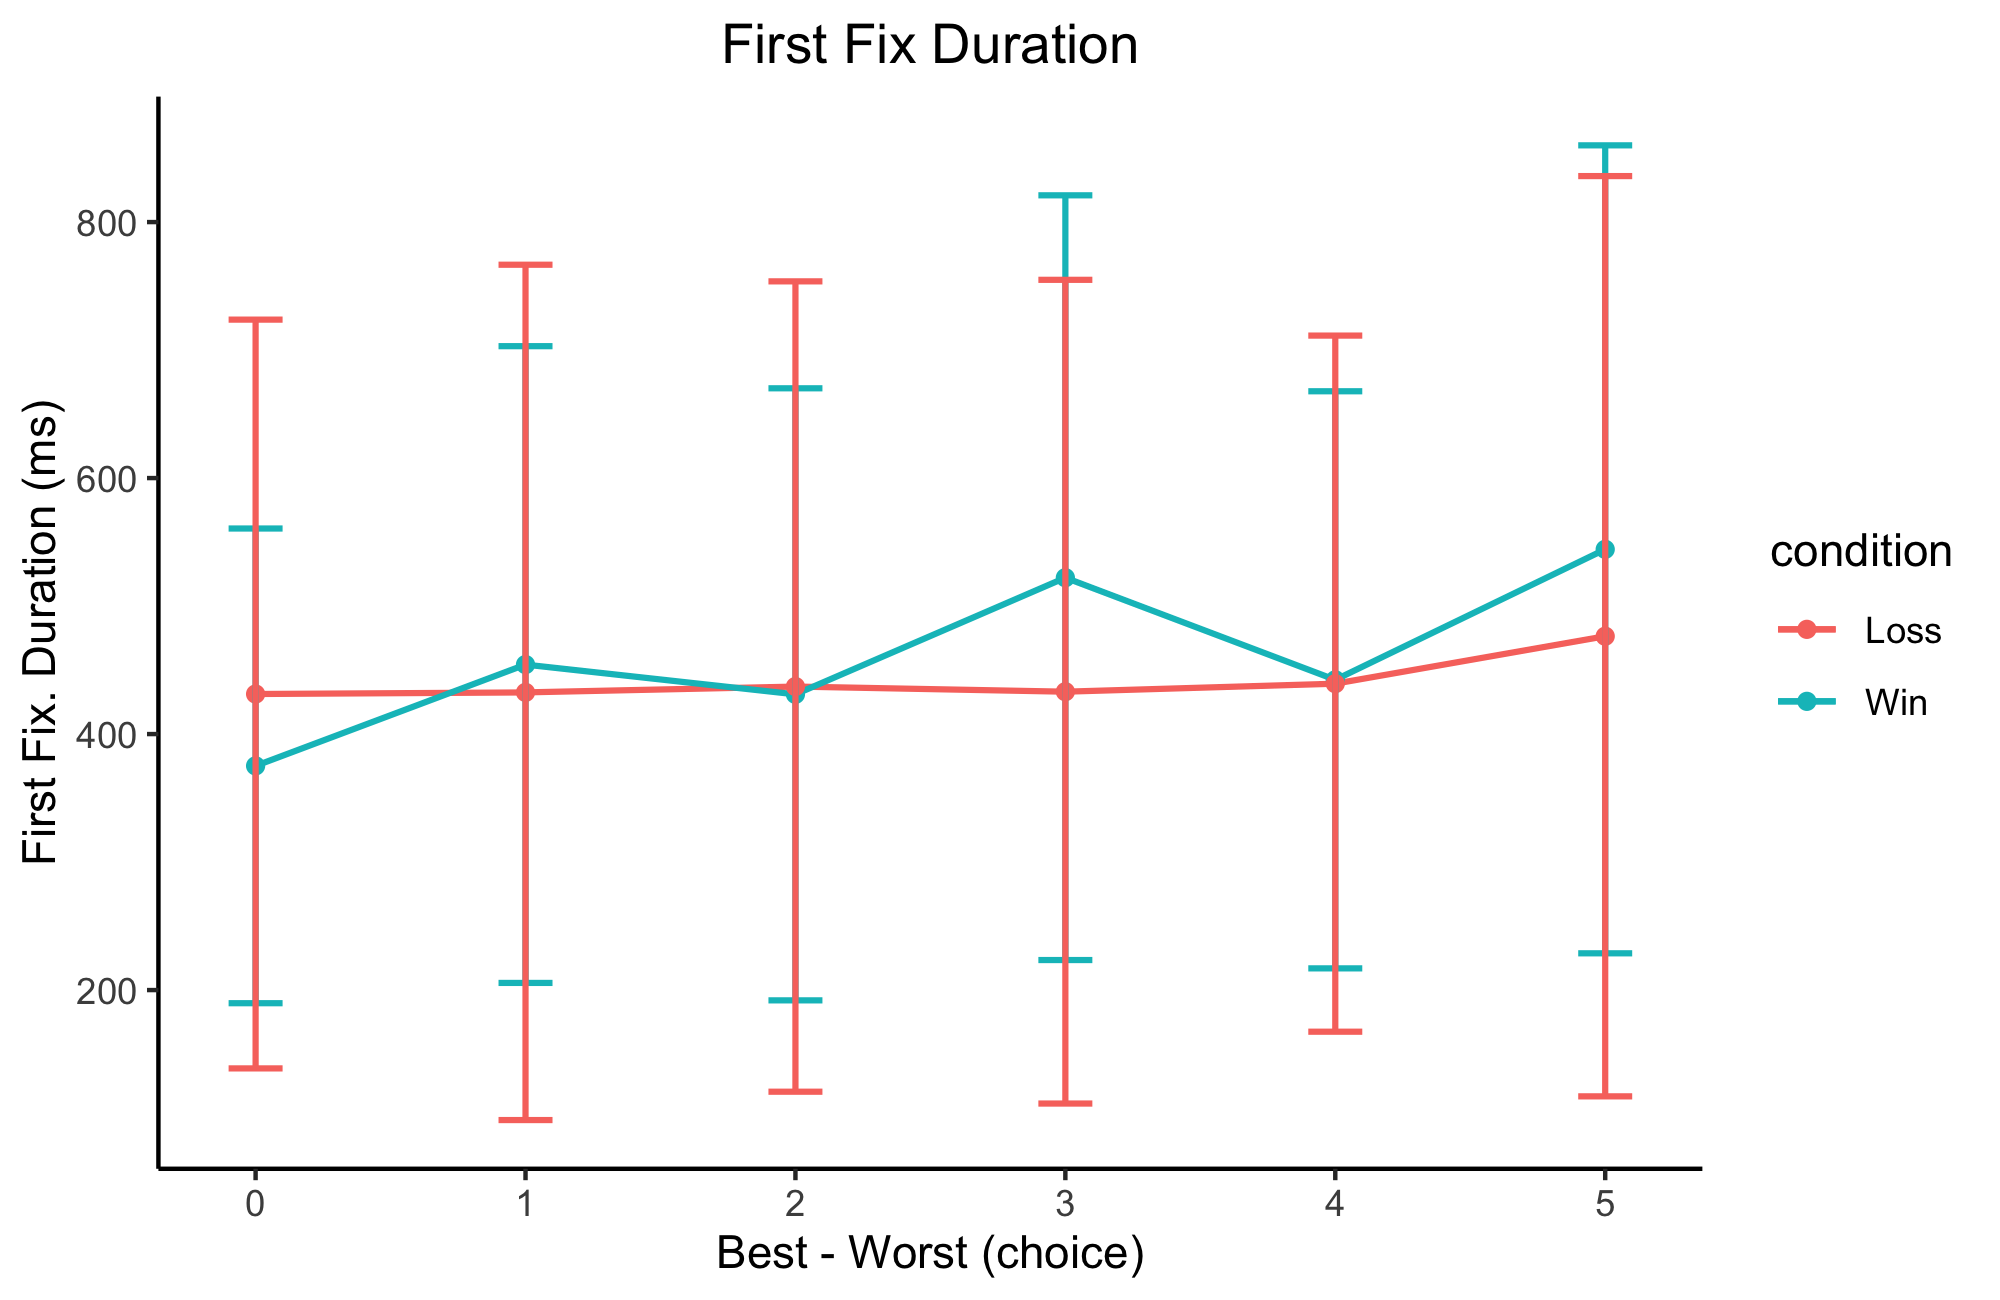 First Fix Duration
First Fix. Duration (ms)
800
600
400
200
0 1 2 3 4 5
Best - Worst (choice)
condition
Loss
Win